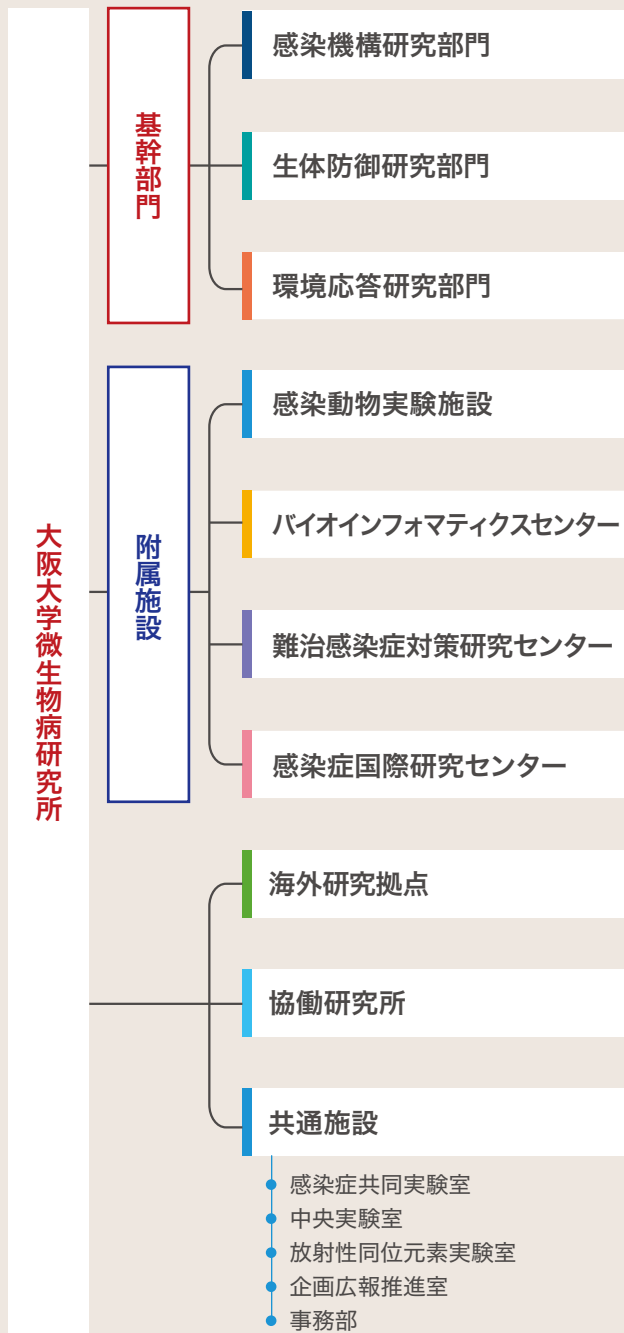 大阪大学微生物病研究所
基幹部門
感染機構研究部門
生体防御研究部門
環境応答研究部門
附属施設
感染動物実験施設
バイオインフォマティクスセンター
難治感染症対策研究センター
感染症国際研究センター
海外研究拠点
協働研究所
共通施設
感染症共同実験室
中央実験室
放射性同位元素実験室
企画広報推進室
事務部